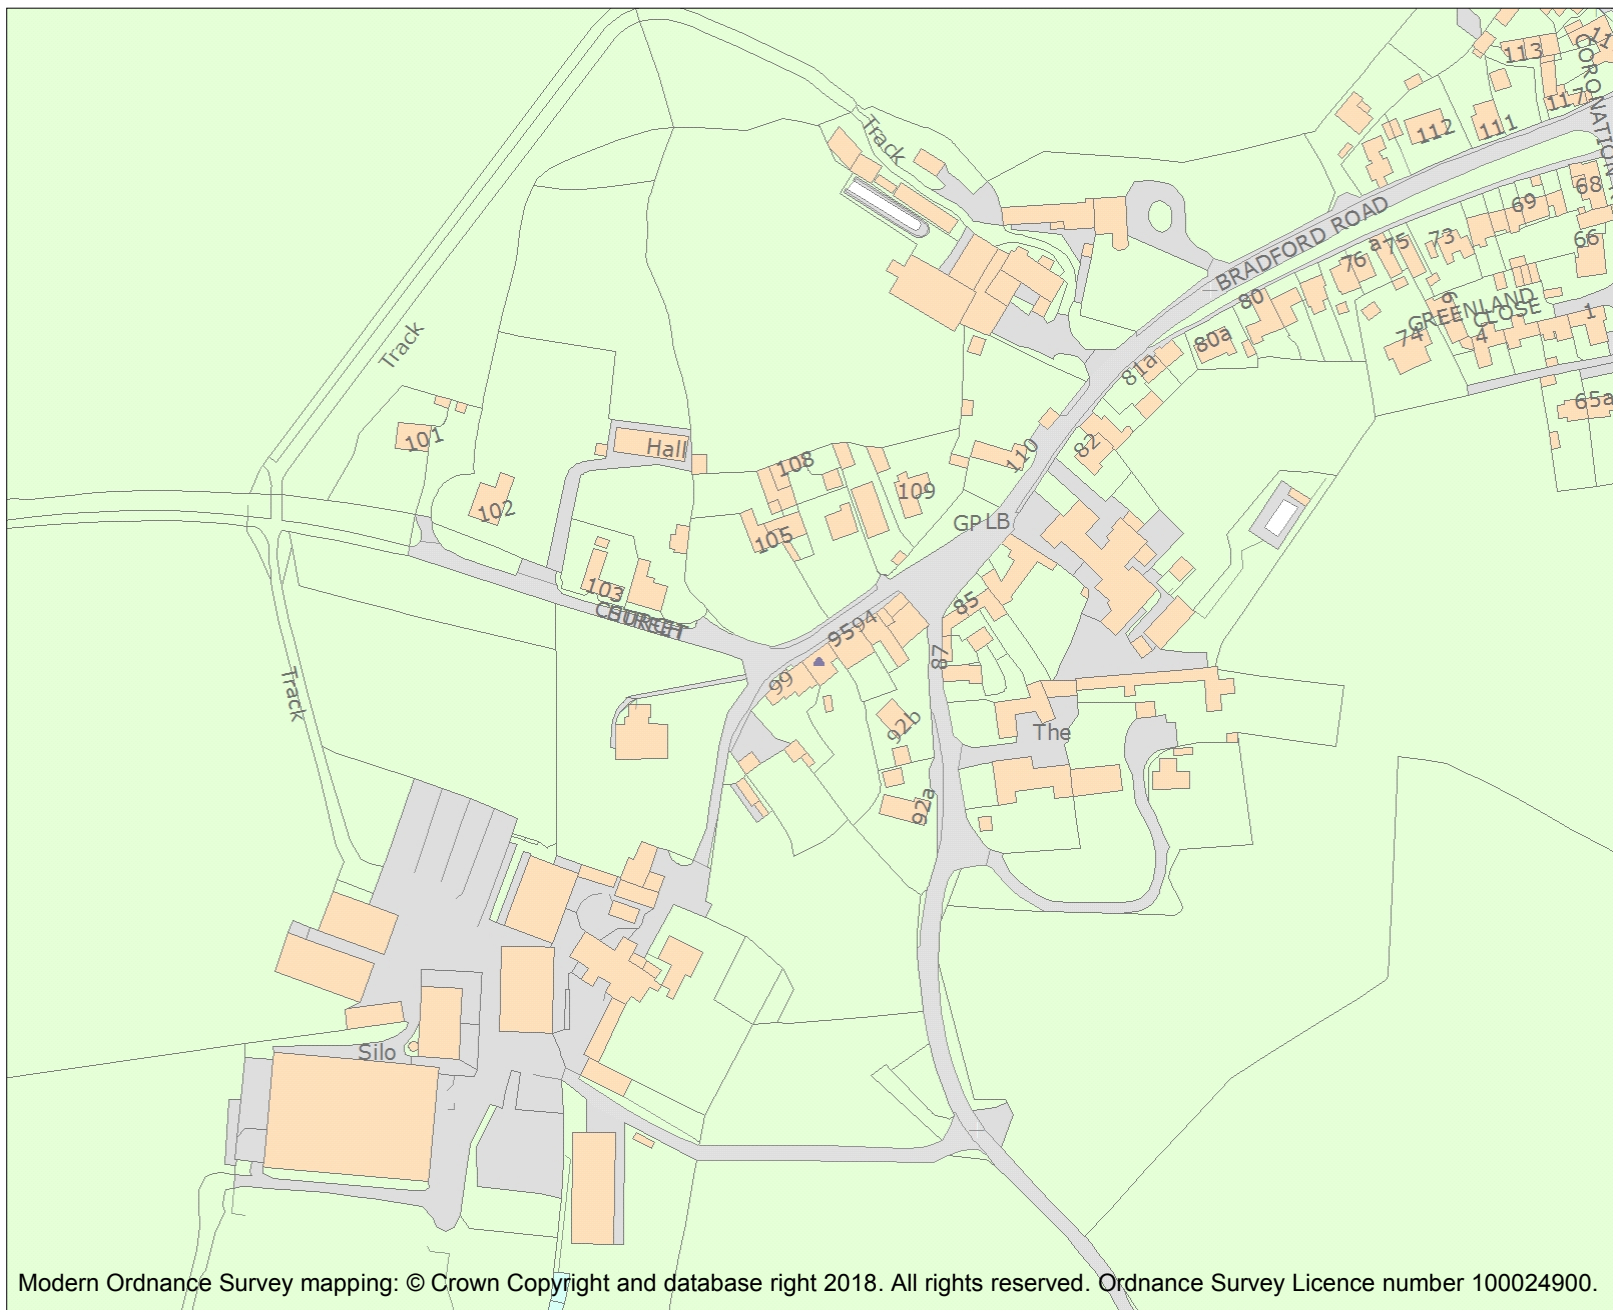 113
117
CORONATION
112
111
Track
BRADFORD ROAD
68
69
66
73
75
a
76
80
GREENLAND
CLOSE
6
4
1
74
80a
81a
65a
Track
101
Hall
108
110
82
102
109
105
GP LB
103
CHURCH
STREET
85
95 94
99
87
92b
The
Track
92a
Silo
Modern Ordnance Survey mapping: © Crown Copyright and database right 2018. All rights reserved. Ordnance Survey Licence number 100024900.